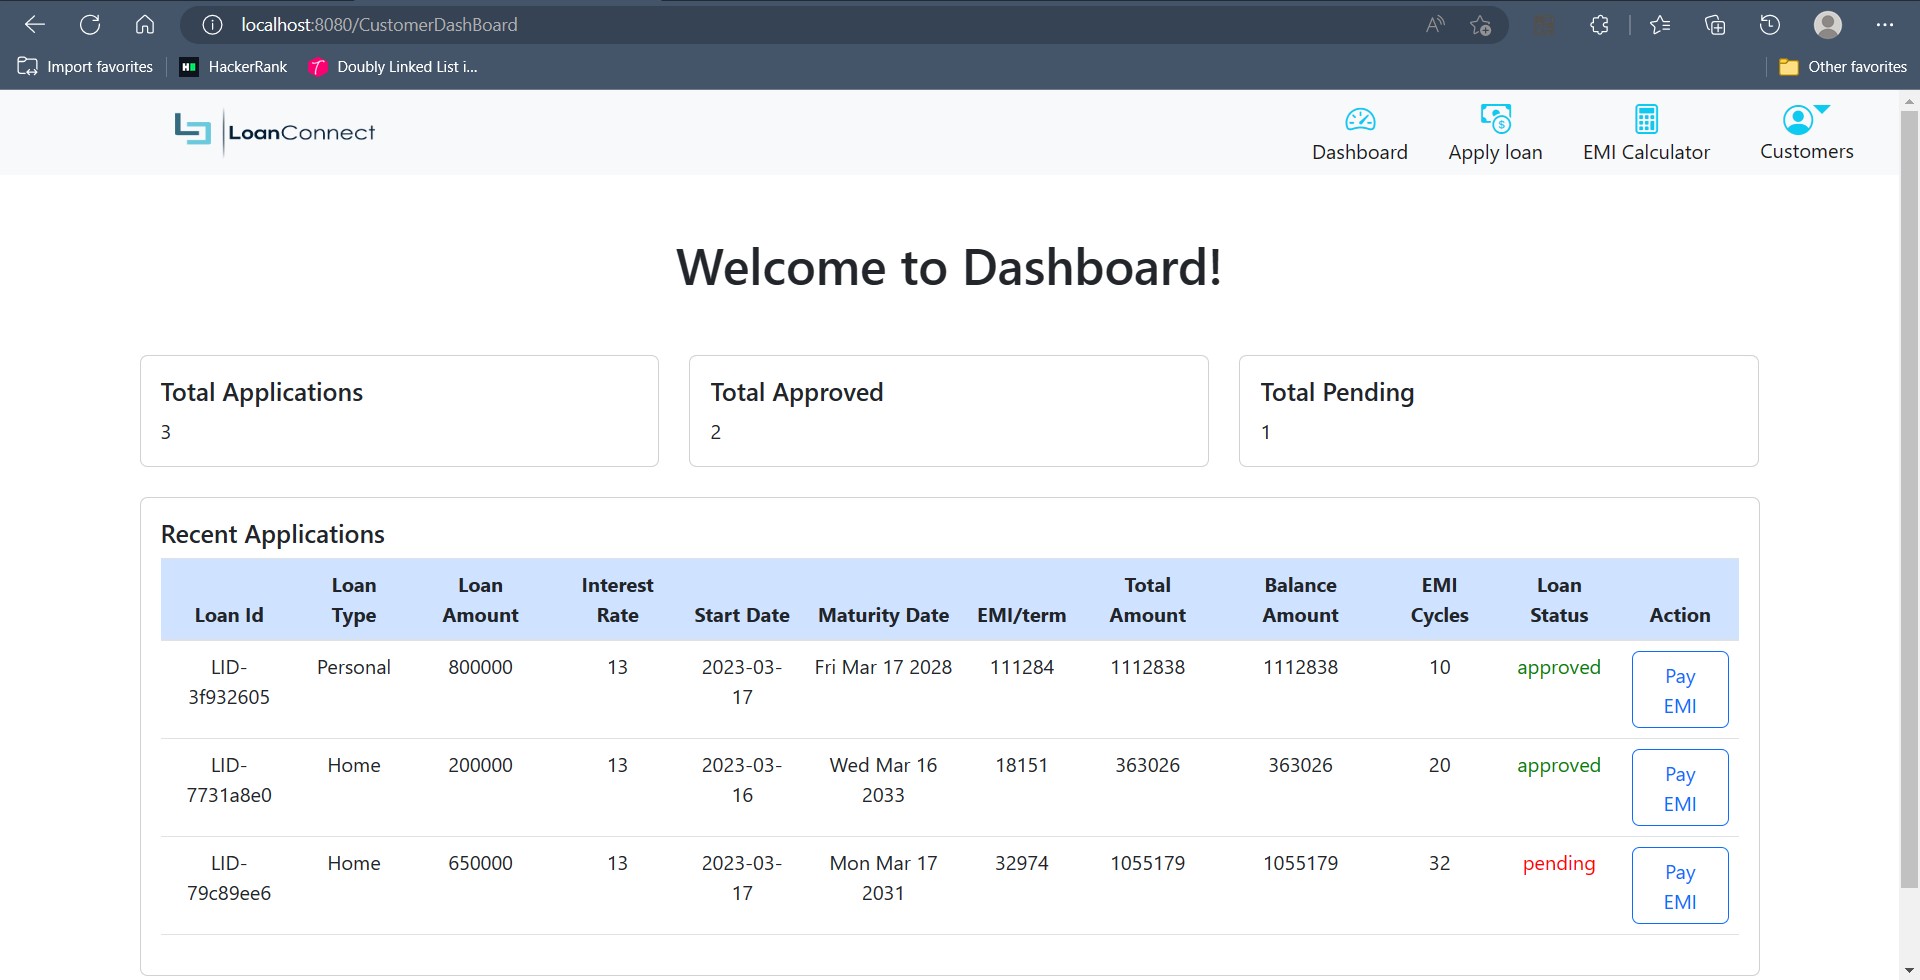 localhost:8080/CustomerDashBoard
Import favorites HackerRank Doubly Linked List i... Other favorites
LoanConnect
Dashboard Apply loan EMI Calculator Customers
Welcome to Dashboard!
Total Applications Total Approved Total Pending
3 2 1
Recent Applications
Loan Loan Interest Total Balance EMI Loan
Loan Id Type Amount Rate Start Date Maturity Date EMI/term Amount Amount Cycles Status Action
LID- Personal 800000 13 2023-03- Fri Mar 17 2028 111284 1112838 1112838 10 approved Pay
3f932605 17 EMI
LID- Home 200000 13 2023-03- Wed Mar 16 18151 363026 363026 20 approved Pay
7731a8e0 16 2033 EMI
LID- Home 650000 13 2023-03- Mon Mar 17 32974 1055179 1055179 32 pending Pay
79c89ee6 17 2031 EMI